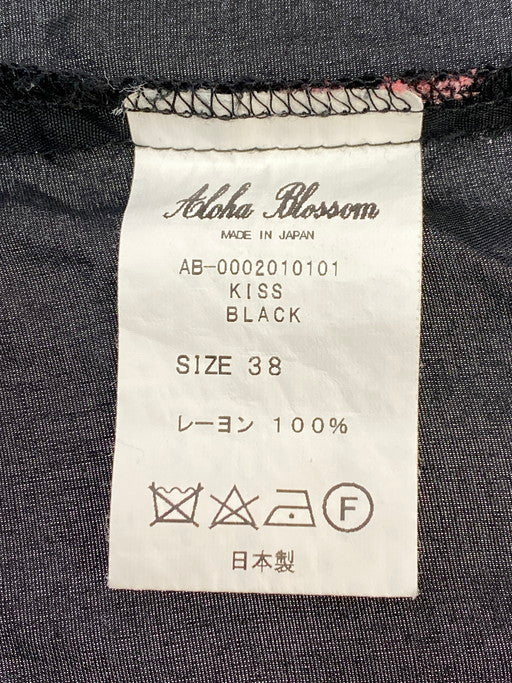 Aloha Blossom
MADE IN JAPAN
AB-0002010101
KISS
BLACK
SIZE 38
レーヨン 100%
F
日本製